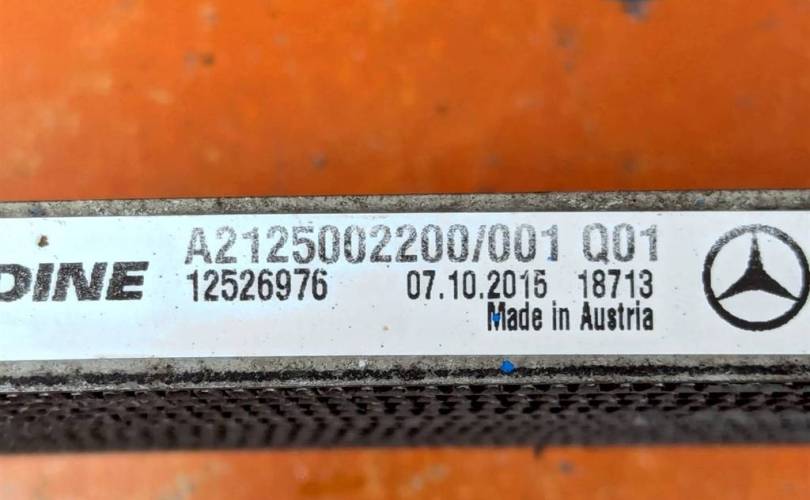 DINE A2125002200/001 Q01
12526976 07.10.2015 18713
Made in Austria